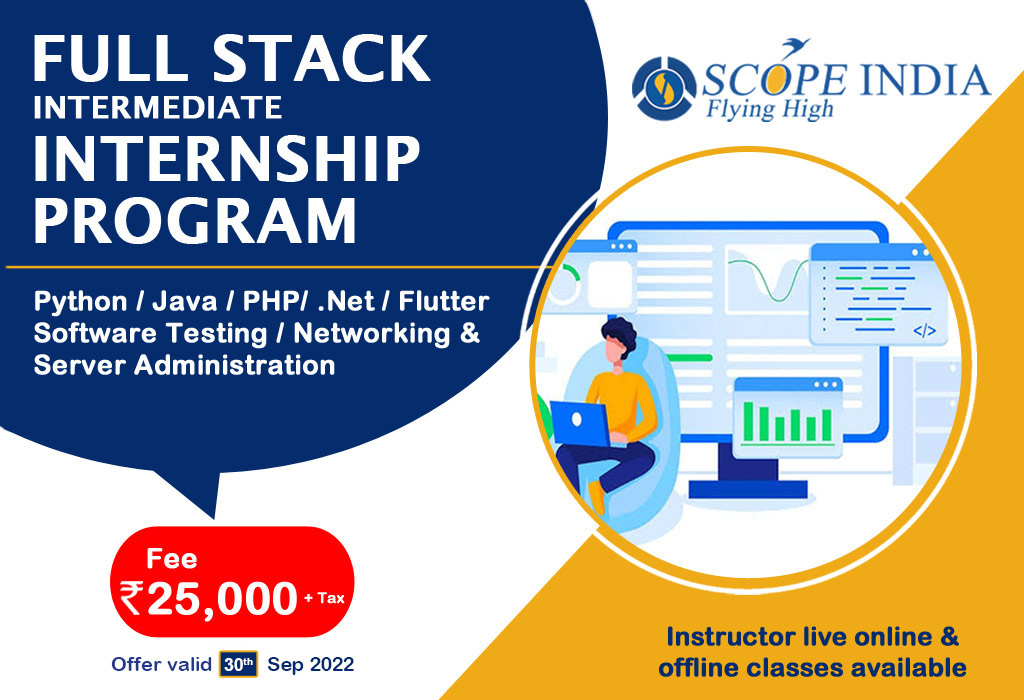 FULL STACK
INTERMEDIATE
INTERNSHIP
PROGRAM
SCOPE INDIA
Flying High
Python / Java / PHP/ .Net / Flutter
Software Testing / Networking &
Server Administration
</>
Fee
₹25,000 + Tax
Offer valid 30th Sep 2022
Instructor live online &
offline classes available